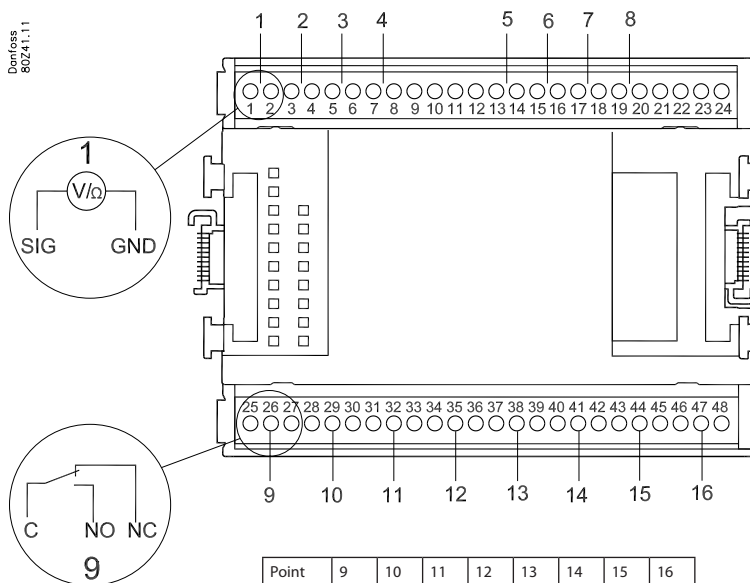 Danfoss
80Z41.11
1 2 3 4 5 6 7 8
1 2 3 4 5 6 7 8 9 10 11 12 13 14 15 16 17 18 19 20 21 22 23 24
1
V/Ω
SIG GND
25 26 27 28 29 30 31 32 33 34 35 36 37 38 39 40 41 42 43 44 45 46 47 48
9 10 11 12 13 14 15 16
C NO NC
9
Point 9 10 11 12 13 14 15 16